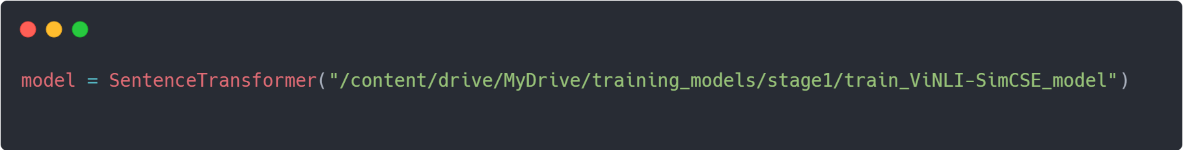 model = SentenceTransformer("/content/drive/MyDrive/training_models/stage1/train_ViNLI-SimCSE_model")